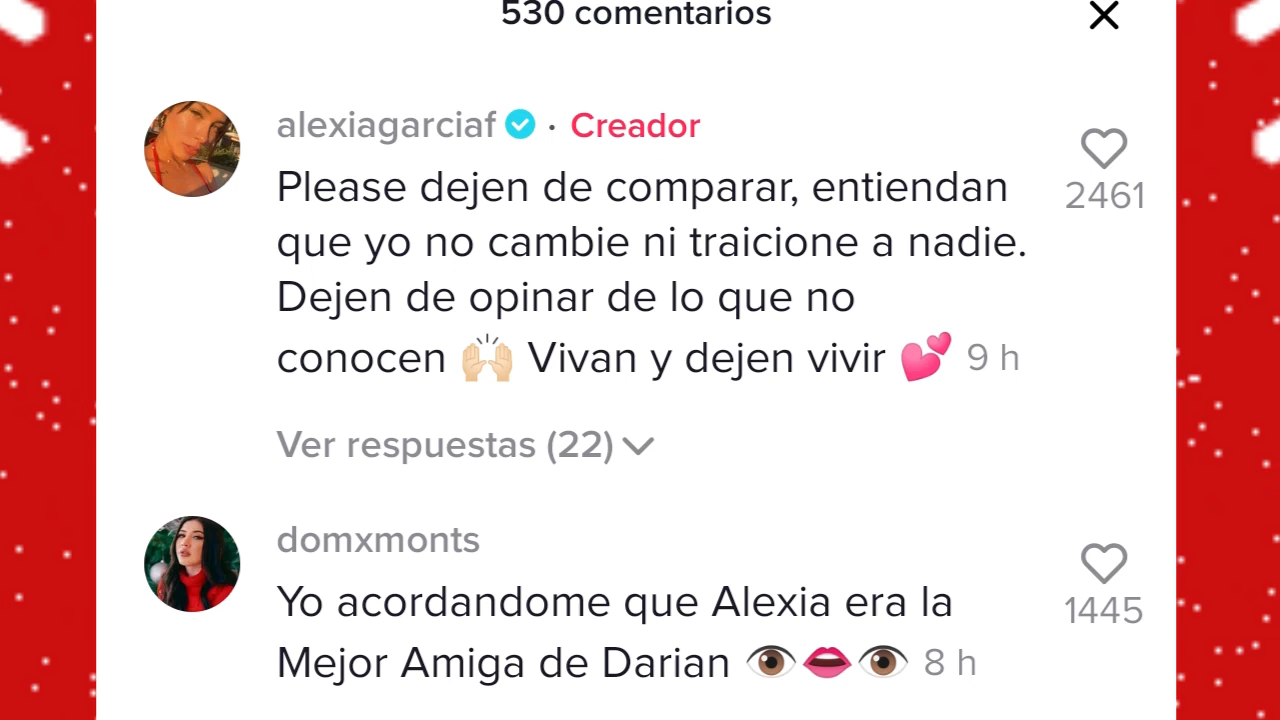 530 comentarios
alexiagarciaf · Creador
Please dejen de comparar, entiendan
2461
que yo no cambie ni traicione a nadie.
Dejen de opinar de lo que no
conocen 🙌🏻 Vivan y dejen vivir 💕 9 h
Ver respuestas (22)
domxmonts
Yo acordandome que Alexia era la
1445
Mejor Amiga de Darian 👁️👄👁️ 8 h